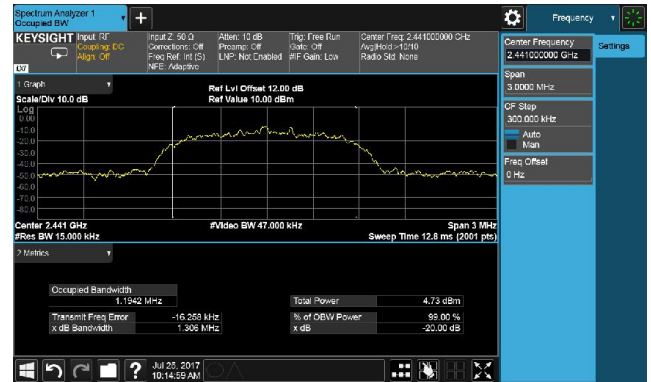 Spectrum Analyzer 1
Occupied BW
Frequency
KEYSIGHT
Input: RF
Coupling: DC
Align: Off
Input Z: 50 Ω
Corrections: Off
Freq Ref: Int (S)
NFE: Adaptive
Atten: 10 dB
Preamp: Off
LNP: Not Enabled
Trig: Free Run
Gate: Off
#IF Gain: Low
Center Freq: 2.441000000 GHz
Avg|Hold:>10/10
Radio Std: None
LXI
Center Frequency
2.441000000 GHz
Settings
Span
3.0000 MHz
CF Step
300.000 kHz
Auto
Man
Freq Offset
0 Hz
1 Graph
Scale/Div 10.0 dB
Ref Lvl Offset 12.00 dB
Ref Value 10.00 dBm
Log
0.00
-10.0
-20.0
-30.0
-40.0
-50.0
-60.0
-70.0
-80.0
Center 2.441 GHz
#Res BW 15.000 kHz
#Video BW 47.000 kHz
Span 3 MHz
Sweep Time 12.8 ms (2001 pts)
2 Metrics
Occupied Bandwidth
1.1942 MHz
Total Power 4.73 dBm
Transmit Freq Error -16.258 kHz
% of OBW Power 99.00 %
x dB Bandwidth 1.306 MHz
x dB -20.00 dB
?
Jul 25, 2017
10:14:59 AM